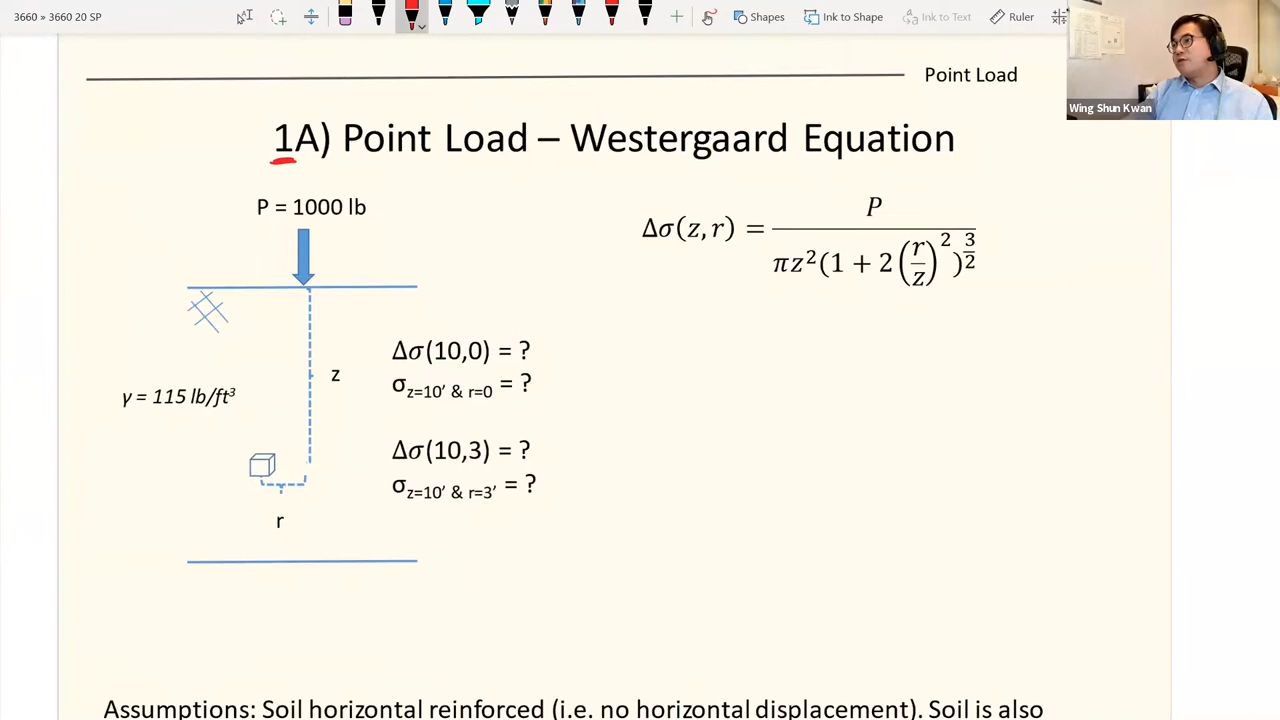 3660 » 3660 20 SP
Shapes
Ink to Shape
Ink to Text
Ruler
Wing Shun Kwan
Point Load
1A) Point Load – Westergaard Equation
P = 1000 lb
Δσ(z, r) = P / πz²(1 + 2(r/z)²)^(3/2)
Δσ(10,0) = ?
z
σz=10′ & r=0 = ?
γ = 115 lb/ft³
Δσ(10,3) = ?
σz=10′ & r=3′ = ?
r
Assumptions: Soil horizontal reinforced (i.e. no horizontal displacement). Soil is also